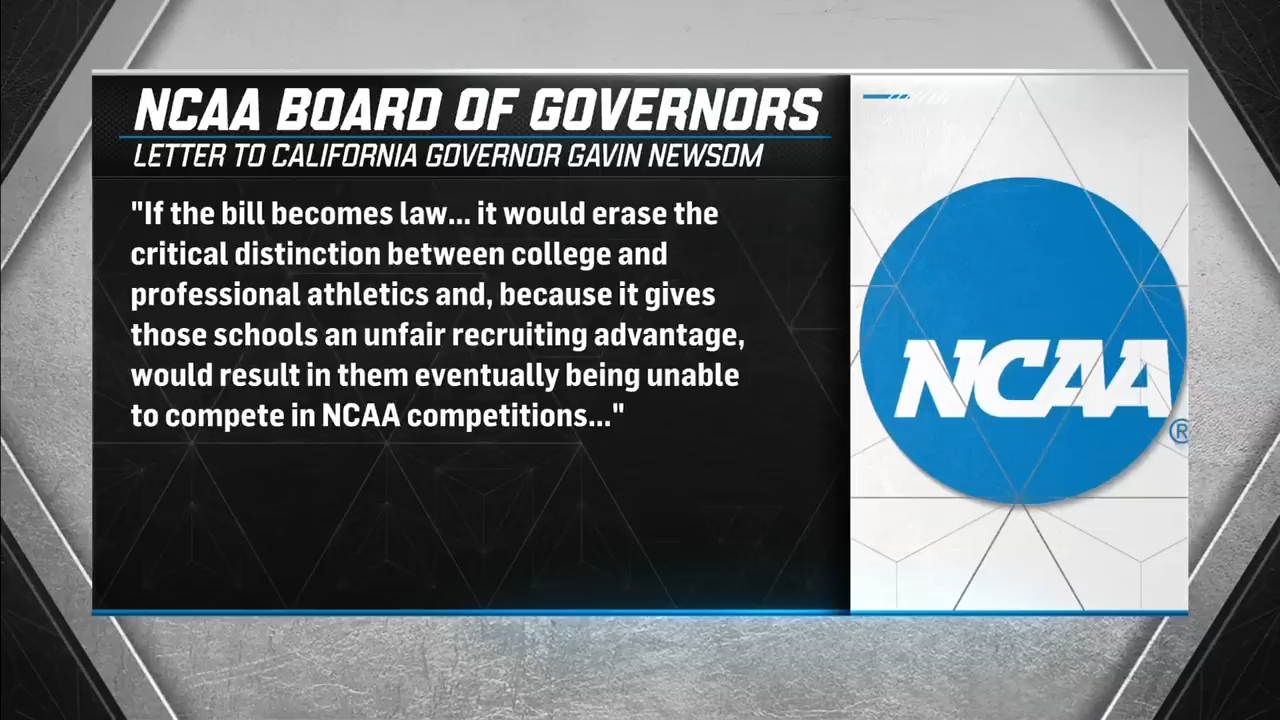 NCAA BOARD OF GOVERNORS
LETTER TO CALIFORNIA GOVERNOR GAVIN NEWSOM
"If the bill becomes law... it would erase the
critical distinction between college and
professional athletics and, because it gives
those schools an unfair recruiting advantage,
would result in them eventually being unable
to compete in NCAA competitions..."
NCAA
®